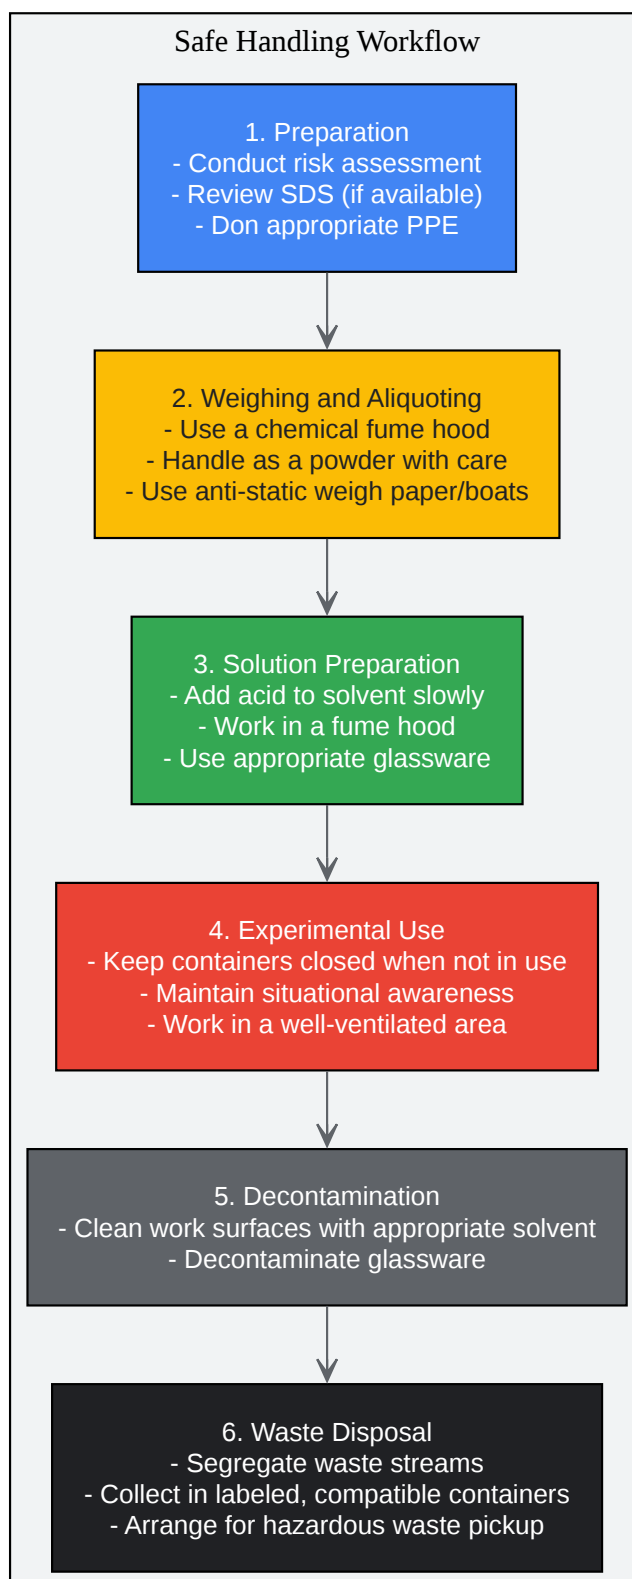 Safe Handling Workflow
1. Preparation
- Conduct risk assessment
- Review SDS (if available)
- Don appropriate PPE
2. Weighing and Aliquoting
- Use a chemical fume hood
- Handle as a powder with care
- Use anti-static weigh paper/boats
3. Solution Preparation
- Add acid to solvent slowly
- Work in a fume hood
- Use appropriate glassware
4. Experimental Use
- Keep containers closed when not in use
- Maintain situational awareness
- Work in a well-ventilated area
5. Decontamination
- Clean work surfaces with appropriate solvent
- Decontaminate glassware
6. Waste Disposal
- Segregate waste streams
- Collect in labeled, compatible containers
- Arrange for hazardous waste pickup